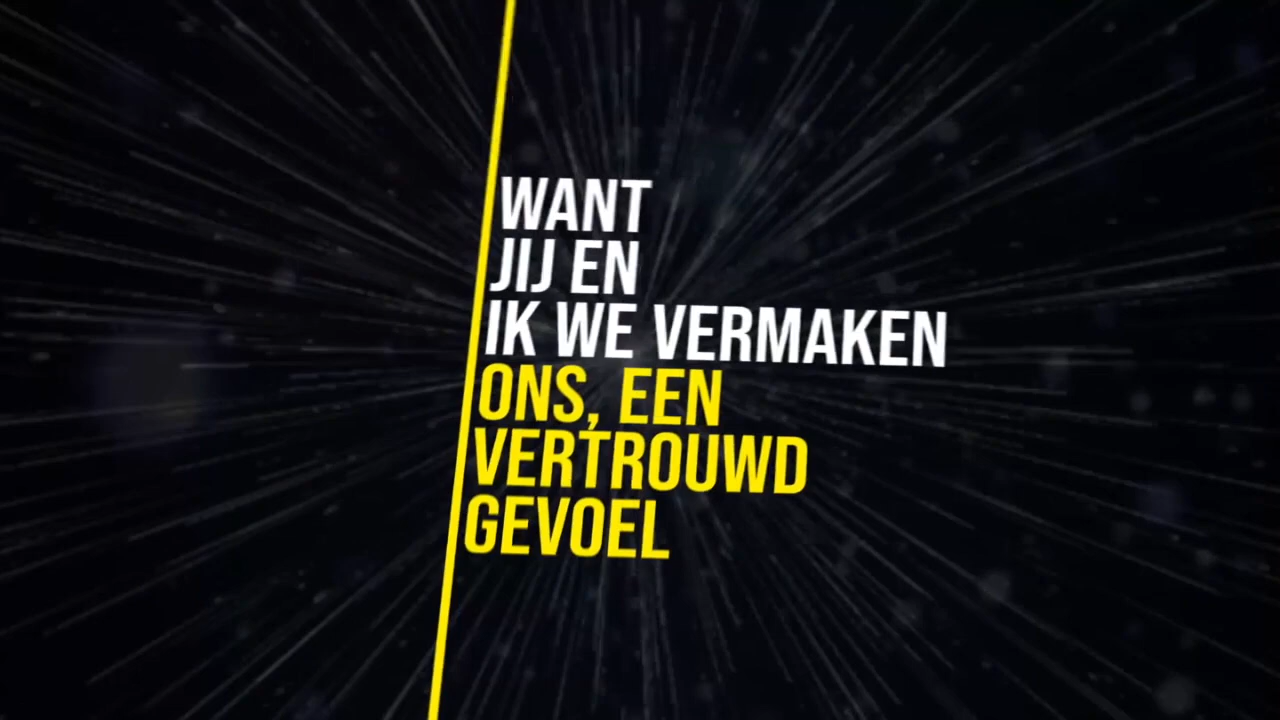 WANT
JIJ EN
IK WE VERMAKEN
ONS, EEN
VERTROUWD
GEVOEL